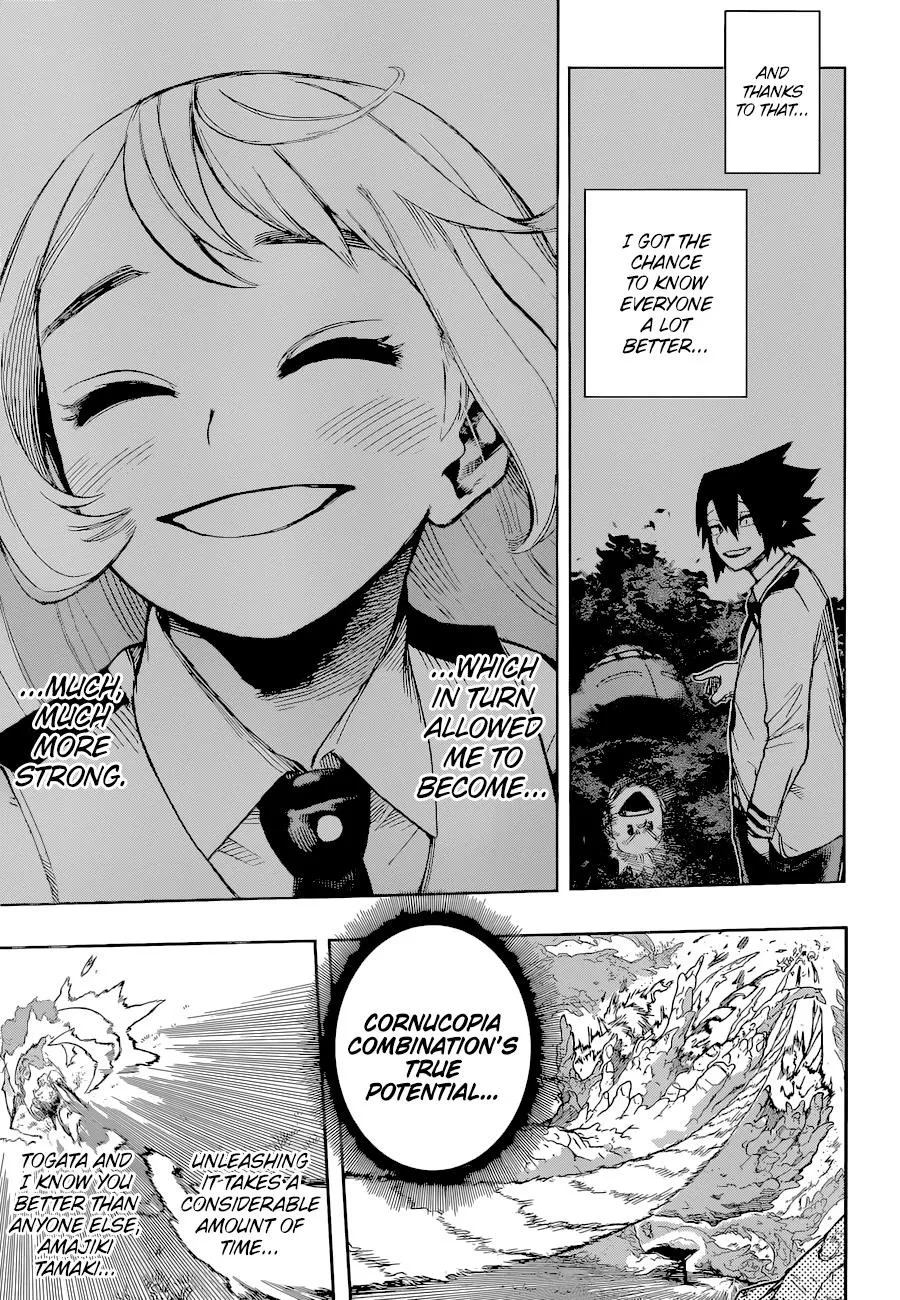 AND
THANKS
TO THAT...
I GOT THE
CHANCE
TO KNOW
EVERYONE
A LOT
BETTER...
...WHICH
IN TURN
ALLOWED
ME TO
BECOME...
...MUCH,
MUCH
MORE
STRONG.
CORNUCOPIA
COMBINATION'S
TRUE
POTENTIAL...
UNLEASHING
IT TAKES A
CONSIDERABLE
AMOUNT OF
TIME...
TOGATA AND
I KNOW YOU
BETTER THAN
ANYONE ELSE,
AMAJIKI
TAMAKI...